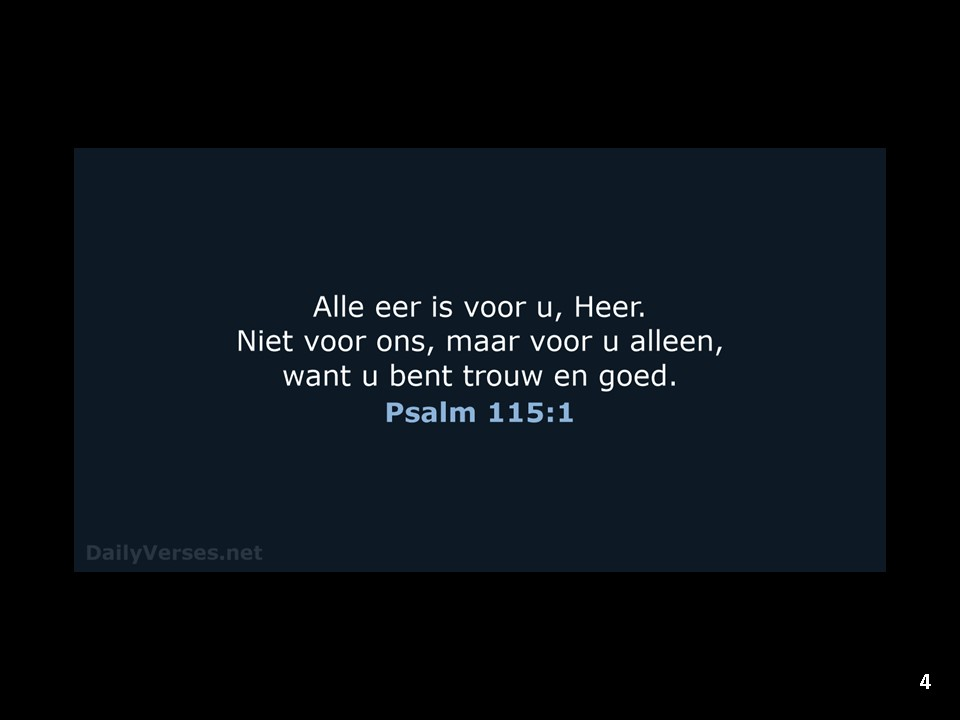 Alle eer is voor u, Heer.
Niet voor ons, maar voor u alleen,
want u bent trouw en goed.
Psalm 115:1
DailyVerses.net
4